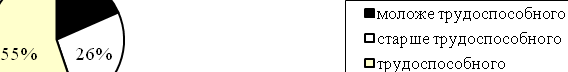 моложе трудоспособного
старше трудоспособного
трудоспособного
26%
55%